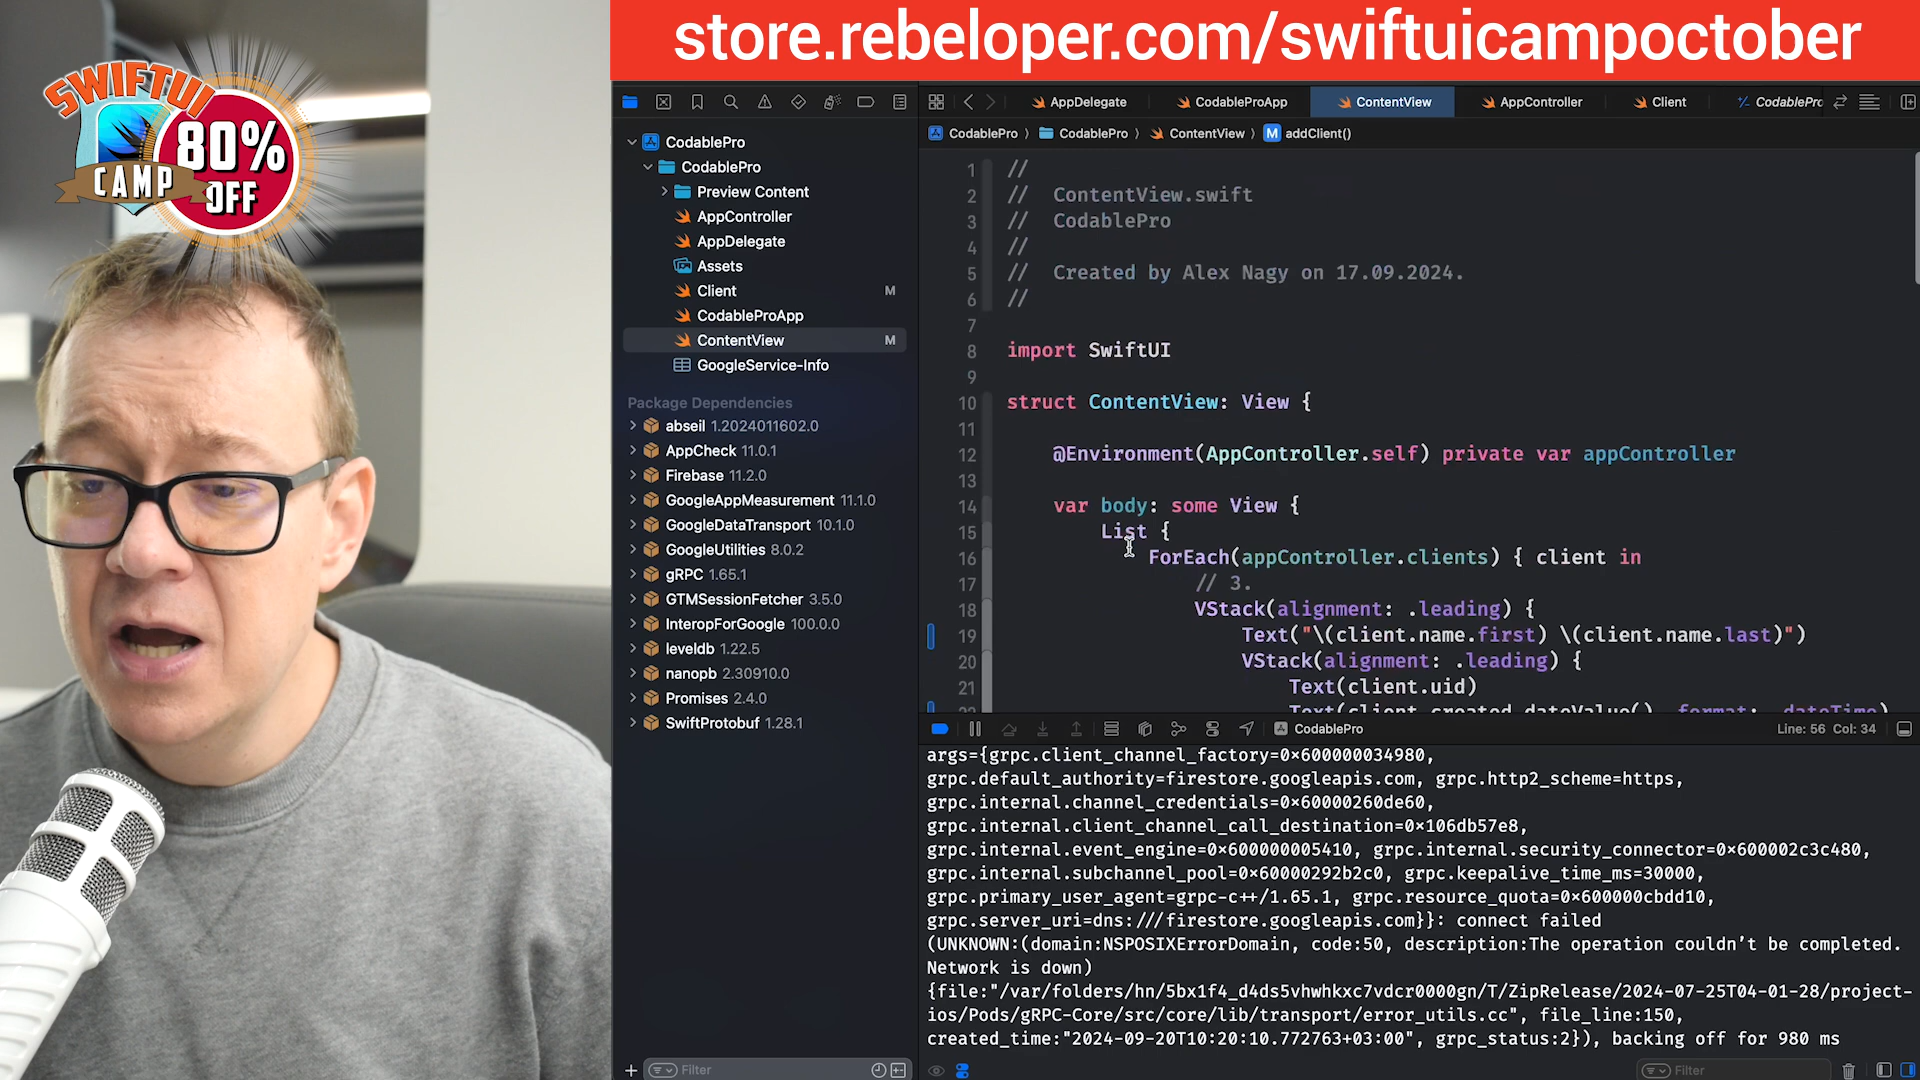 store.rebeloper.com/swiftuicampoctober
SWIFTUI
CAMP
80%
OFF
AppDelegate
CodableProApp
ContentView
AppController
Client
CodablePro
CodablePro
CodablePro
ContentView
M
addClient()
CodablePro
CodablePro
Preview Content
AppController
AppDelegate
Assets
Client M
CodableProApp
ContentView M
GoogleService-Info
Package Dependencies
abseil 1.2024011602.0
AppCheck 11.0.1
Firebase 11.2.0
GoogleAppMeasurement 11.1.0
GoogleDataTransport 10.1.0
GoogleUtilities 8.0.2
gRPC 1.65.1
GTMSessionFetcher 3.5.0
InteropForGoogle 100.0.0
leveldb 1.22.5
nanopb 2.30910.0
Promises 2.4.0
SwiftProtobuf 1.28.1
Filter
1 //
2 // ContentView.swift
3 // CodablePro
4 //
5 // Created by Alex Nagy on 17.09.2024.
6 //
7
8 import SwiftUI
9
10 struct ContentView: View {
11
12 @Environment(AppController.self) private var appController
13
14 var body: some View {
15 List {
16 ForEach(appController.clients) { client in
17 // 3.
18 VStack(alignment: .leading) {
19 Text("\(client.name.first) \(client.name.last)")
20 VStack(alignment: .leading) {
21 Text(client.uid)
22 Text(client.created.dateValue(), format: .dateTime)
CodablePro
Line: 56 Col: 34
args={grpc.client_channel_factory=0x600000034980,
grpc.default_authority=firestore.googleapis.com, grpc.http2_scheme=https,
grpc.internal.channel_credentials=0x60000260de60,
grpc.internal.client_channel_call_destination=0x106db57e8,
grpc.internal.event_engine=0x600000005410, grpc.internal.security_connector=0x600002c3c480,
grpc.internal.subchannel_pool=0x60000292b2c0, grpc.keepalive_time_ms=30000,
grpc.primary_user_agent=grpc-c++/1.65.1, grpc.resource_quota=0x600000cbdd10,
grpc.server_uri=dns:///firestore.googleapis.com}}: connect failed
(UNKNOWN:(domain:NSPOSIXErrorDomain, code:50, description:The operation couldn’t be completed.
Network is down)
{file:"/var/folders/hn/5bx1f4_d4ds5vhwhkxc7vdcr0000gn/T/ZipRelease/2024-07-25T04-01-28/project-
ios/Pods/gRPC-Core/src/core/lib/transport/error_utils.cc", file_line:150,
created_time:"2024-09-20T10:20:10.772763+03:00", grpc_status:2}), backing off for 980 ms
Filter